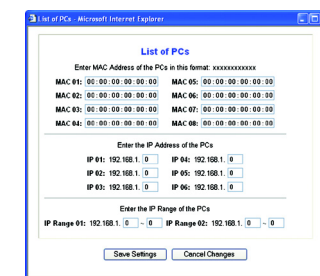 List of PCs - Microsoft Internet Explorer
List of PCs
Enter MAC Address of the PCs in this format: xxxxxxxxxxxx
MAC 01: 00:00:00:00:00:00 MAC 05: 00:00:00:00:00:00
MAC 02: 00:00:00:00:00:00 MAC 06: 00:00:00:00:00:00
MAC 03: 00:00:00:00:00:00 MAC 07: 00:00:00:00:00:00
MAC 04: 00:00:00:00:00:00 MAC 08: 00:00:00:00:00:00
Enter the IP Address of the PCs
IP 01: 192.168.1. 0 IP 04: 192.168.1. 0
IP 02: 192.168.1. 0 IP 05: 192.168.1. 0
IP 03: 192.168.1. 0 IP 06: 192.168.1. 0
Enter the IP Range of the PCs
IP Range 01: 192.168.1. 0 ~ 0 IP Range 02: 192.168.1. 0 ~ 0
Save Settings Cancel Changes